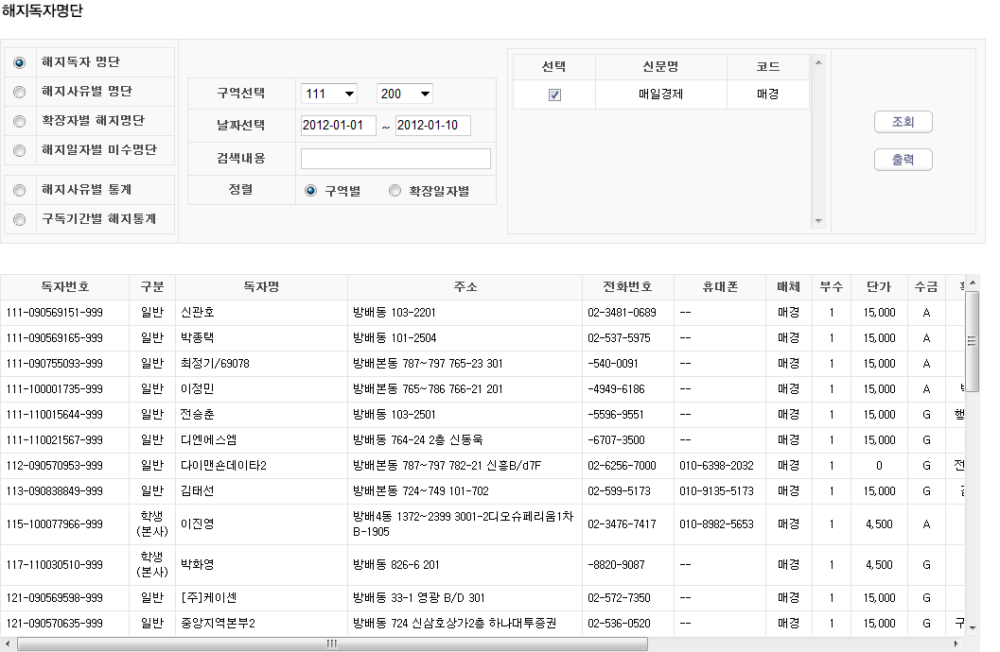 해지독자명단
해지독자 명단
해지사유별 명단
확장자별 해지명단
해지일자별 미수명단
해지사유별 통계
구독기간별 해지통계
구역선택 111 200
날짜선택 2012-01-01 ~ 2012-01-10
검색내용
정렬 구역별 확장일자별
선택 신문명 코드
매일경제 매경
조회
출력
독자번호 구분 독자명 주소 전화번호 휴대폰 매체 부수 단가 수금
111-090569151-999 일반 신관호 방배동 103-2201 02-3481-0689 -- 매경 1 15,000 A
111-090569165-999 일반 박종택 방배동 101-2504 02-537-5975 -- 매경 1 15,000 A
111-090755093-999 일반 최정기/69078 방배본동 787~797 765-23 301 -540-0091 -- 매경 1 15,000 A
111-100001735-999 일반 이정민 방배본동 765~786 766-21 201 -4949-6186 -- 매경 1 15,000 A
111-110015644-999 일반 전승훈 방배동 103-2501 -5596-9551 -- 매경 1 15,000 G 행
111-110021567-999 일반 디엔에스엠 방배동 764-24 2층 신동욱 -6707-3500 -- 매경 1 15,000 G
112-090570953-999 일반 다이맨숀데이타2 방배본동 787~797 782-21 신흥B/d7F 02-6256-7000 010-6398-2032 매경 1 0 G 전
113-090838849-999 일반 김태선 방배본동 724~749 101-702 02-599-5173 010-9135-5173 매경 1 15,000 G
115-100077966-999 학생 (본사) 이진영 방배4동 1372~2399 3001-2디오슈페리움1차 B-1905 02-3476-7417 010-8982-5653 매경 1 4,500 A
117-110030510-999 학생 (본사) 박화영 방배동 826-6 201 -8820-9087 -- 매경 1 4,500 G
121-090569598-999 일반 [주]케이센 방배동 33-1 영광 B/D 301 02-572-7350 -- 매경 1 15,000 G
121-090570635-999 일반 중앙지역본부2 방배동 724 신삼호상가2층 하나대투증권 02-536-0520 -- 매경 1 15,000 G 구